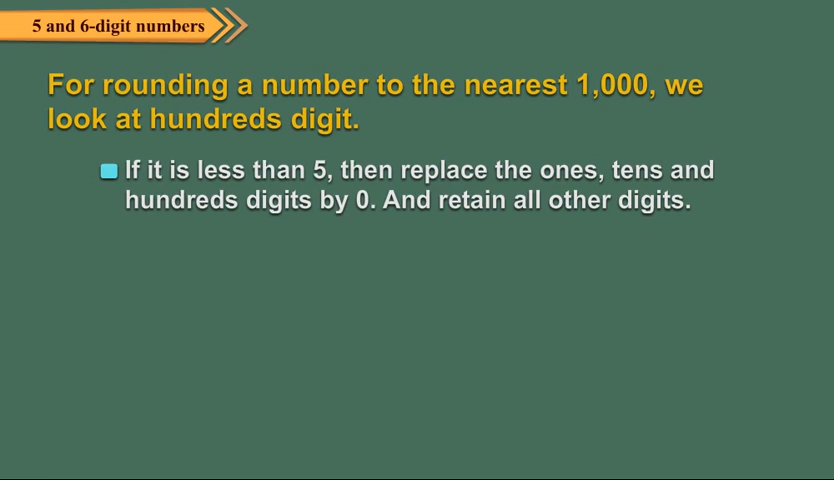 5 and 6-digit numbers
For rounding a number to the nearest 1,000, we
look at hundreds digit.
If it is less than 5, then replace the ones, tens and
hundreds digits by 0. And retain all other digits.